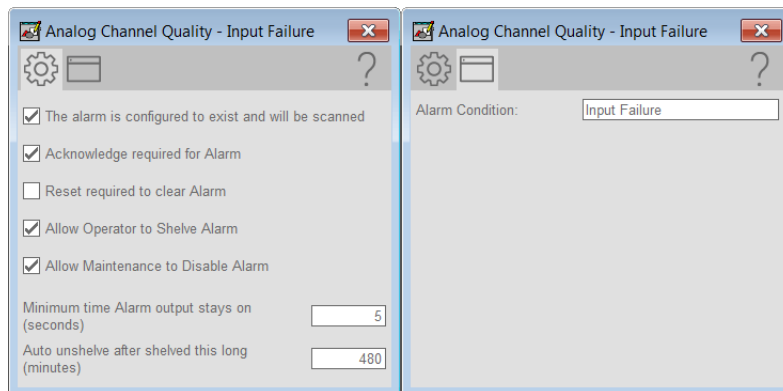 Analog Channel Quality - Input Failure
?
The alarm is configured to exist and will be scanned
Acknowledge required for Alarm
Reset required to clear Alarm
Allow Operator to Shelve Alarm
Allow Maintenance to Disable Alarm
Minimum time Alarm output stays on
(seconds)
5
Auto unshelve after shelved this long
(minutes)
480
Analog Channel Quality - Input Failure
?
Alarm Condition:
Input Failure